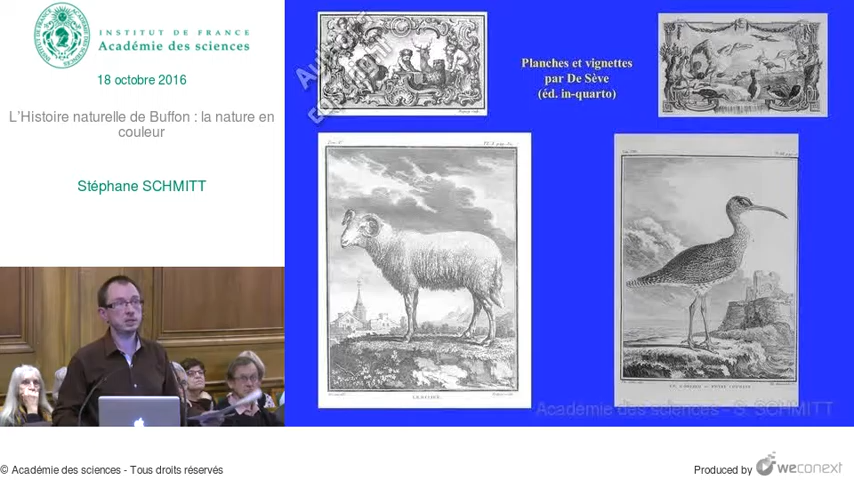 INSTITUT DE FRANCE
Académie des sciences
18 octobre 2016
L'Histoire naturelle de Buffon : la nature en
couleur
Stéphane SCHMITT
Planches et vignettes
par De Sève
(éd. in-quarto)
LE BELIER.
Académie des sciences - S. SCHMITT
© Académie des sciences - Tous droits réservés
Produced by
weconext